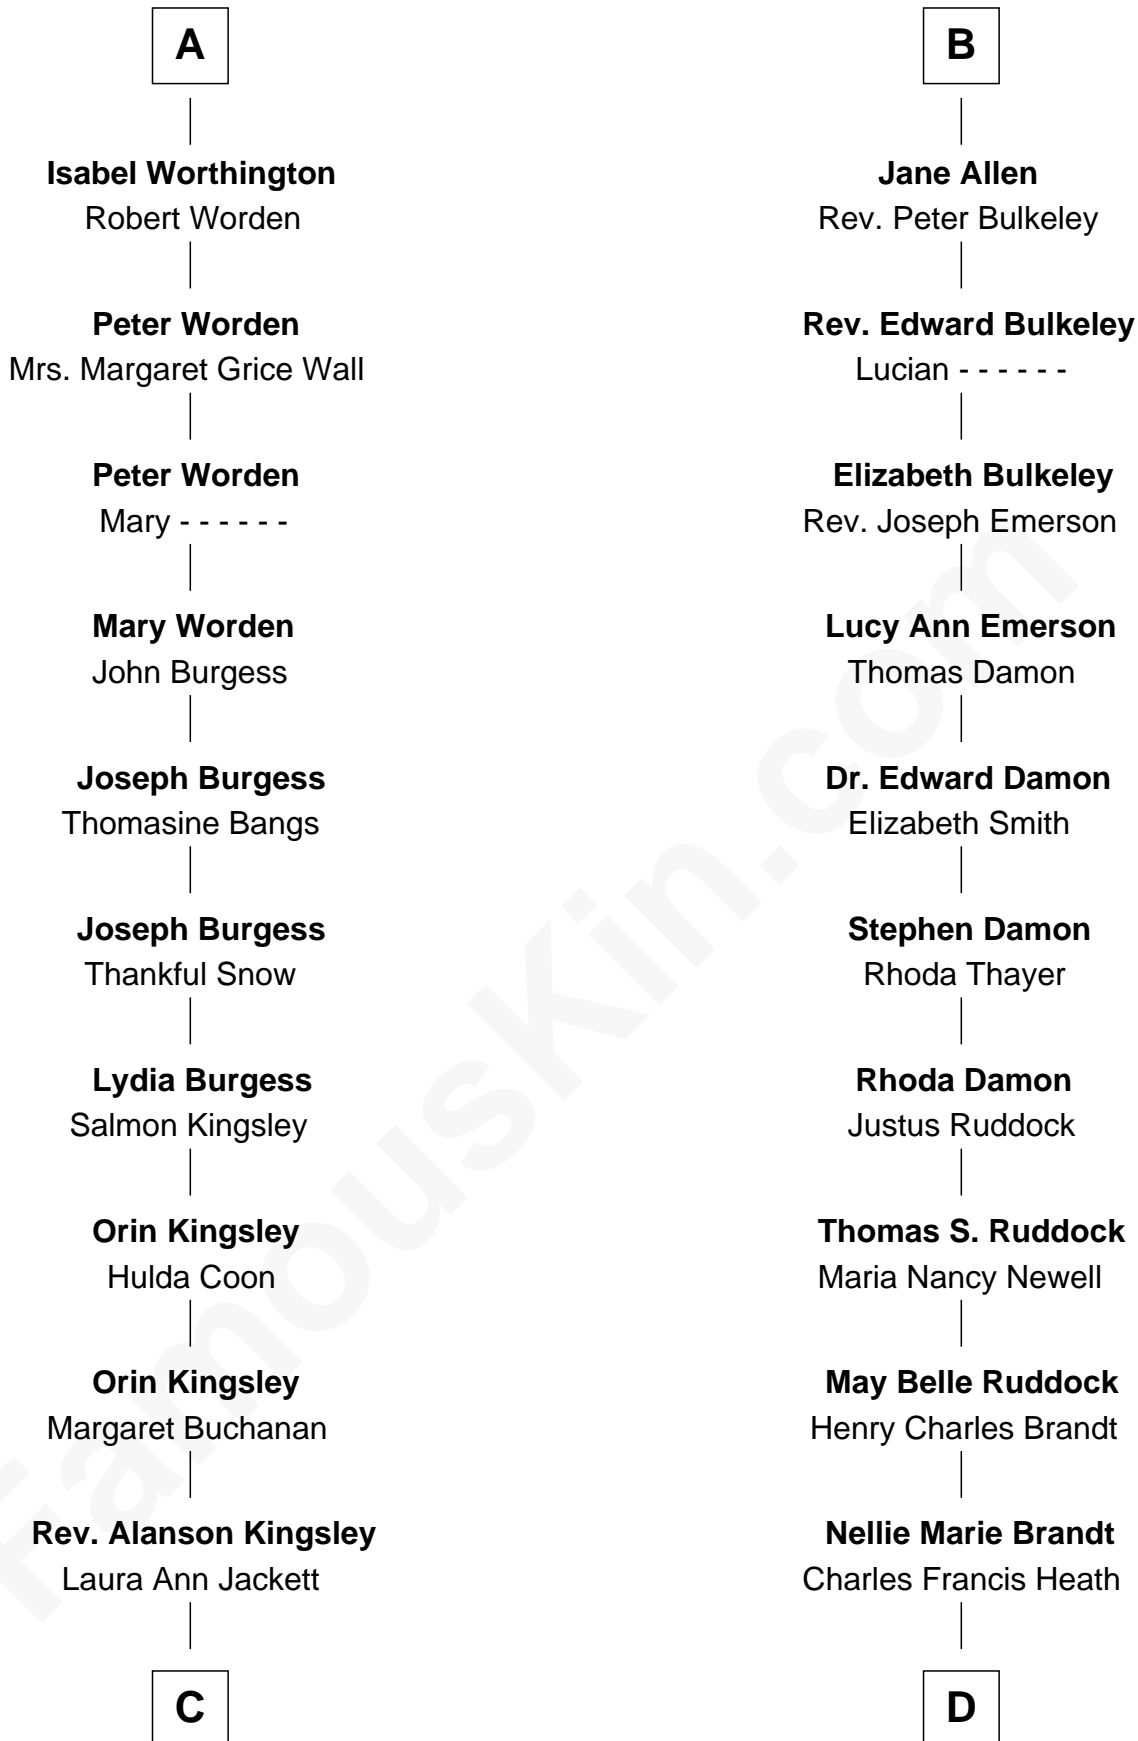 A
Isabel Worthington
Robert Worden
Peter Worden
Mrs. Margaret Grice Wall
Peter Worden
Mary - - - - - -
Mary Worden
John Burgess
Joseph Burgess
Thomasine Bangs
Joseph Burgess
Thankful Snow
Lydia Burgess
Salmon Kingsley
Orin Kingsley
Hulda Coon
Orin Kingsley
Margaret Buchanan
Rev. Alanson Kingsley
Laura Ann Jackett
C
B
Jane Allen
Rev. Peter Bulkeley
Rev. Edward Bulkeley
Lucian - - - - - -
Elizabeth Bulkeley
Rev. Joseph Emerson
Lucy Ann Emerson
Thomas Damon
Dr. Edward Damon
Elizabeth Smith
Stephen Damon
Rhoda Thayer
Rhoda Damon
Justus Ruddock
Thomas S. Ruddock
Maria Nancy Newell
May Belle Ruddock
Henry Charles Brandt
Nellie Marie Brandt
Charles Francis Heath
D
FamousKin.com